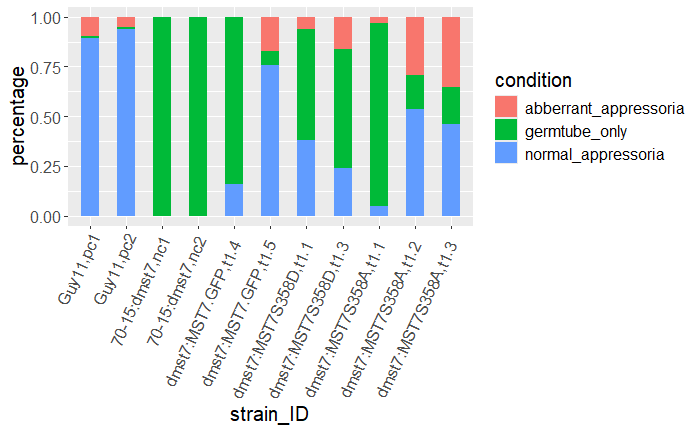 1.00
0.75
0.50
0.25
0.00
percentage
Guy11,pc1
Guy11,pc2
70-15:dmst7,nc1
70-15:dmst7,nc2
dmst7:MST7.GFP,t1.4
dmst7:MST7.GFP,t1.5
dmst7:MST7S358D,t1.1
dmst7:MST7S358D,t1.3
dmst7:MST7S358A,t1.1
dmst7:MST7S358A,t1.2
dmst7:MST7S358A,t1.3
strain_ID
condition
abberrant_appressoria
germtube_only
normal_appressoria